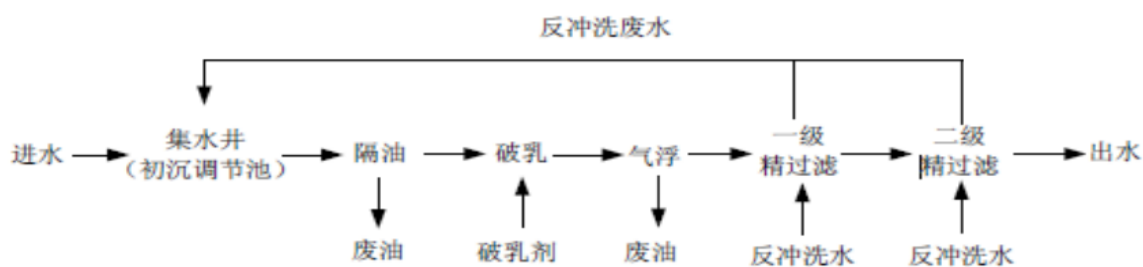 反冲洗废水
进水
集水井
（初沉调节池）
隔油
破乳
气浮
一级
精过滤
二级
精过滤
出水
废油
破乳剂
废油
反冲洗水
反冲洗水